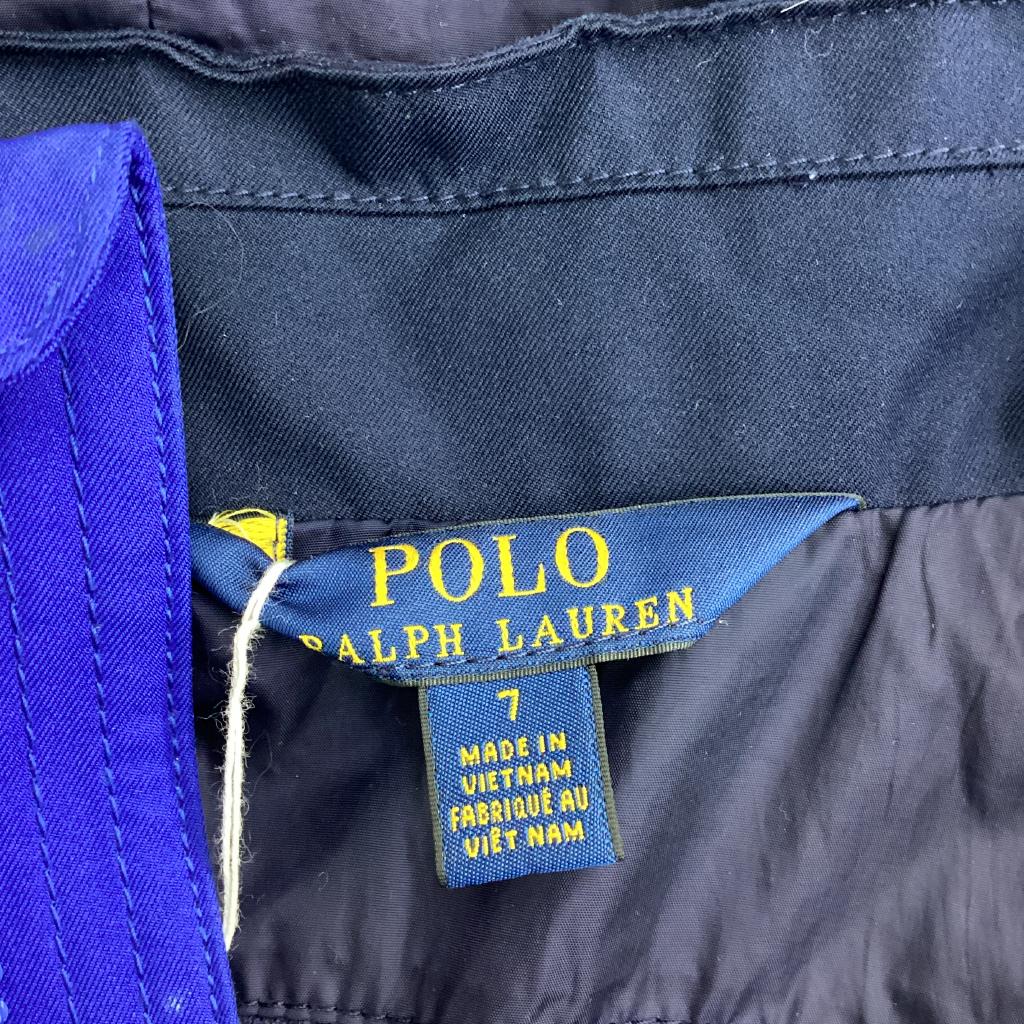 POLO
RALPH LAUREN
7
MADE IN
VIETNAM
FABRIQUÉ AU
VIÊT NAM